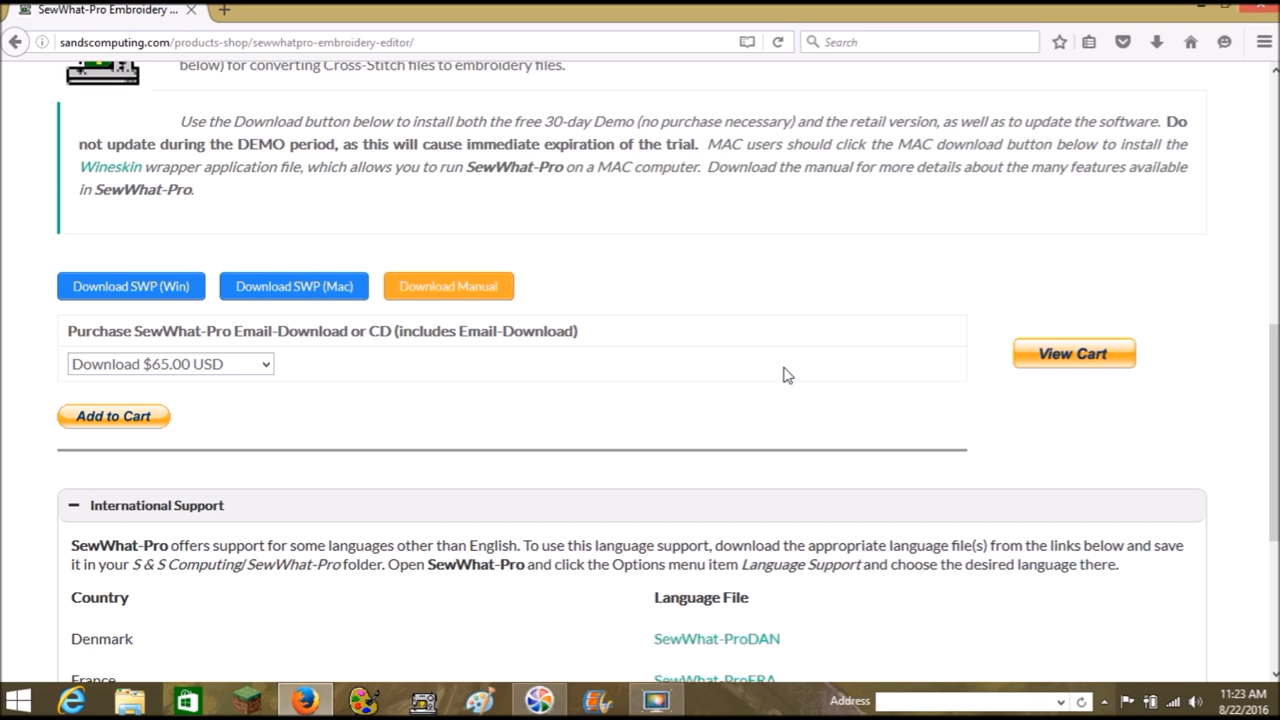 SewWhat-Pro Embroidery ...
sandscomputing.com/products-shop/sewwhatpro-embroidery-editor/
Search
below) for converting Cross-Stitch files to embroidery files.
Use the Download button below to install both the free 30-day Demo (no purchase necessary) and the retail version, as well as to update the software. Do
not update during the DEMO period, as this will cause immediate expiration of the trial. MAC users should click the MAC download button below to install the
Wineskin wrapper application file, which allows you to run SewWhat-Pro on a MAC computer. Download the manual for more details about the many features available
in SewWhat-Pro.
Download SWP (Win)
Download SWP (Mac)
Download Manual
Purchase SewWhat-Pro Email-Download or CD (includes Email-Download)
View Cart
Download $65.00 USD
Add to Cart
International Support
SewWhat-Pro offers support for some languages other than English. To use this language support, download the appropriate language file(s) from the links below and save
it in your S & S Computing/SewWhat-Pro folder. Open SewWhat-Pro and click the Options menu item Language Support and choose the desired language there.
Country
Language File
Denmark
SewWhat-ProDAN
France
SewWhat-ProFRA
Address
11:23 AM
8/22/2016